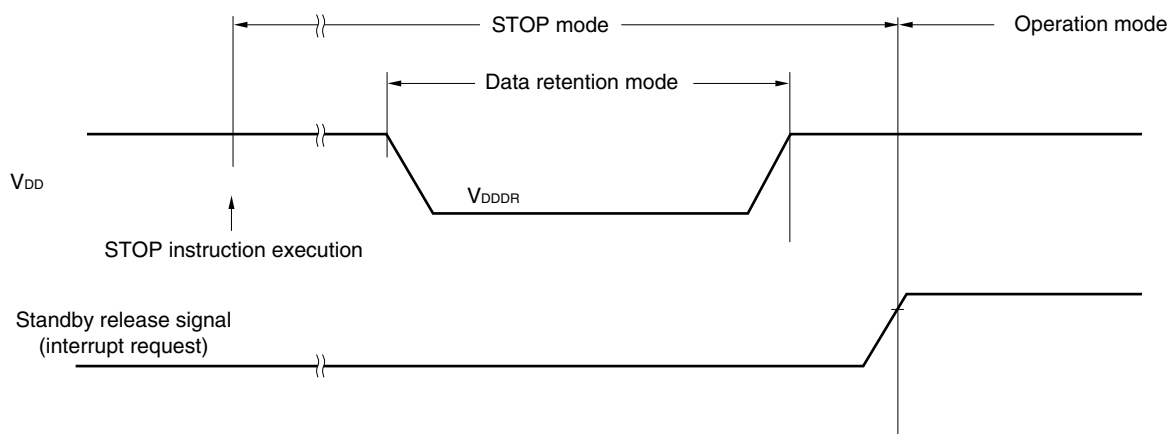 STOP mode
Operation mode
Data retention mode
VDD
VDDDR
STOP instruction execution
Standby release signal
(interrupt request)